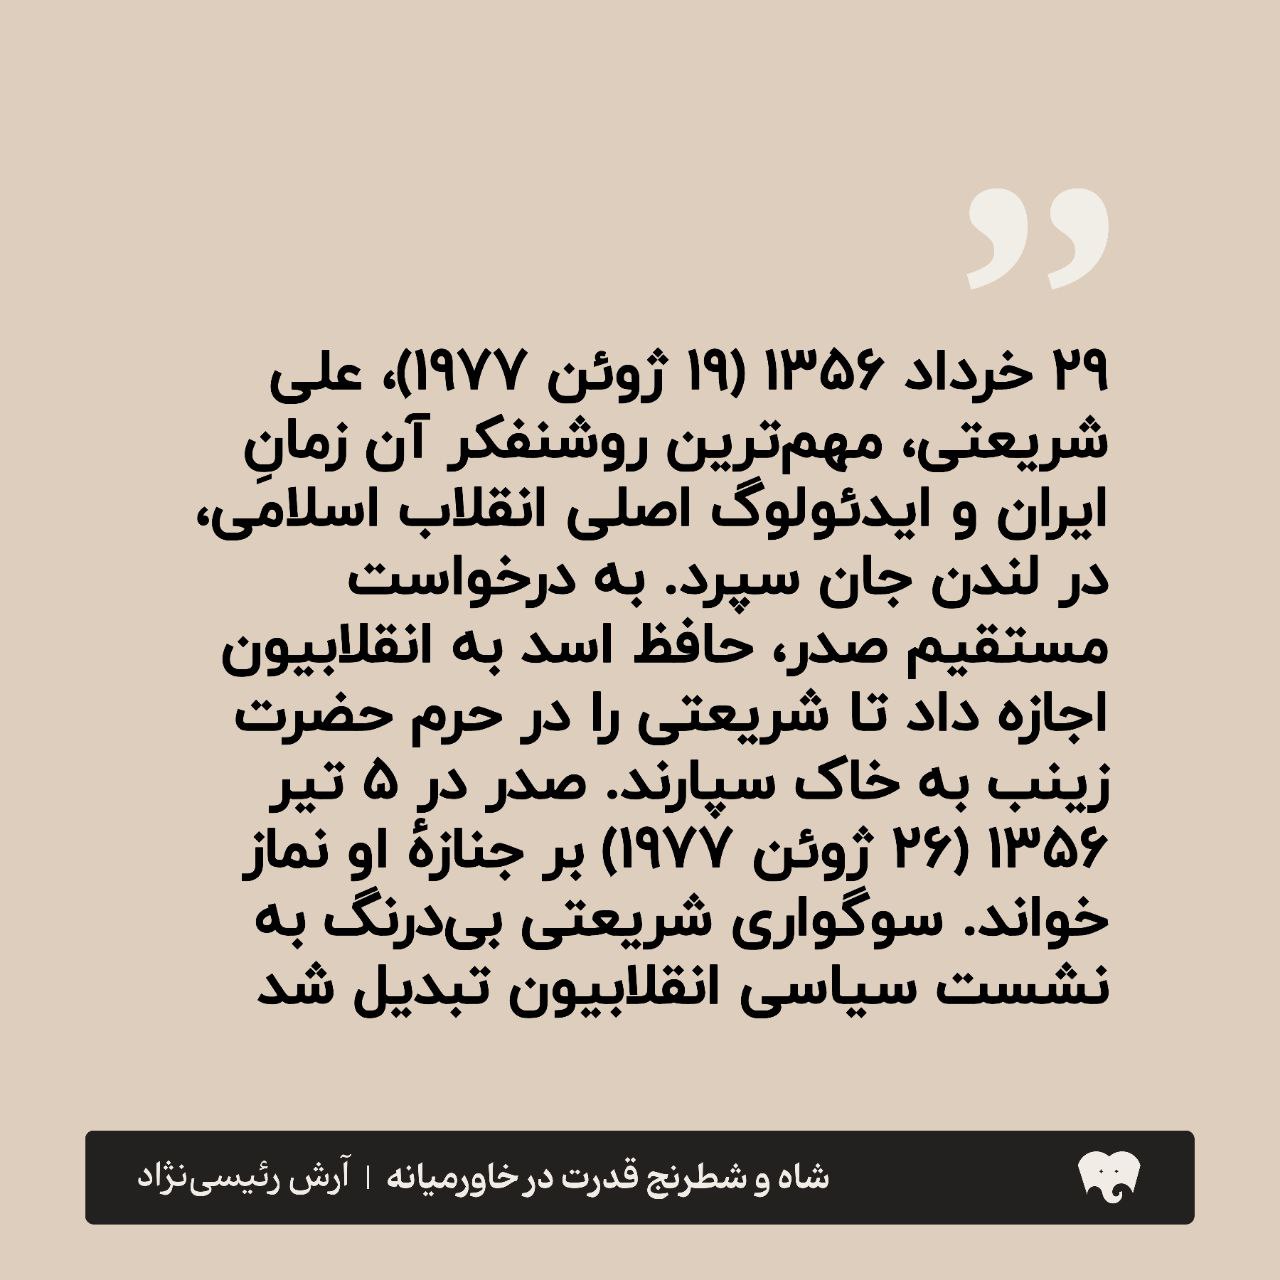 ”
۲۹ خرداد ۱۳۵۶ (۱۹ ژوئن ۱۹۷۷)، علی
شریعتی، مهم‌ترین روشنفکر آن زمانِ
ایران و ایدئولوگ اصلی انقلاب اسلامی،
در لندن جان سپرد. به درخواست
مستقیم صدر، حافظ اسد به انقلابیون
اجازه داد تا شریعتی را در حرم حضرت
زینب به خاک سپارند. صدر در ۵ تیر
۱۳۵۶ (۲۶ ژوئن ۱۹۷۷) بر جنازهٔ او نماز
خواند. سوگواری شریعتی بی‌درنگ به
نشست سیاسی انقلابیون تبدیل شد
شاه و شطرنج قدرت در خاورمیانه | آرش رئیسی‌نژاد